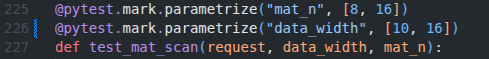 225 @pytest.mark.parametrize("mat_n", [8, 16])
226 @pytest.mark.parametrize("data_width", [10, 16])
227 def test_mat_scan(request, data_width, mat_n):